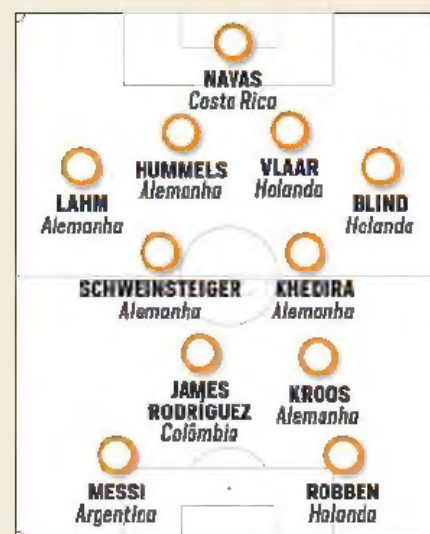 NAVAS
Costa Rica
HUMMELS
Alemanha
VLAAR
Holanda
LAHM
Alemanha
BLIND
Holanda
SCHWEINSTEIGER
Alemanha
KHEDIRA
Alemanha
JAMES
RODRÍGUEZ
Colômbia
KROOS
Alemanha
MESSI
Argentina
ROBBEN
Holanda